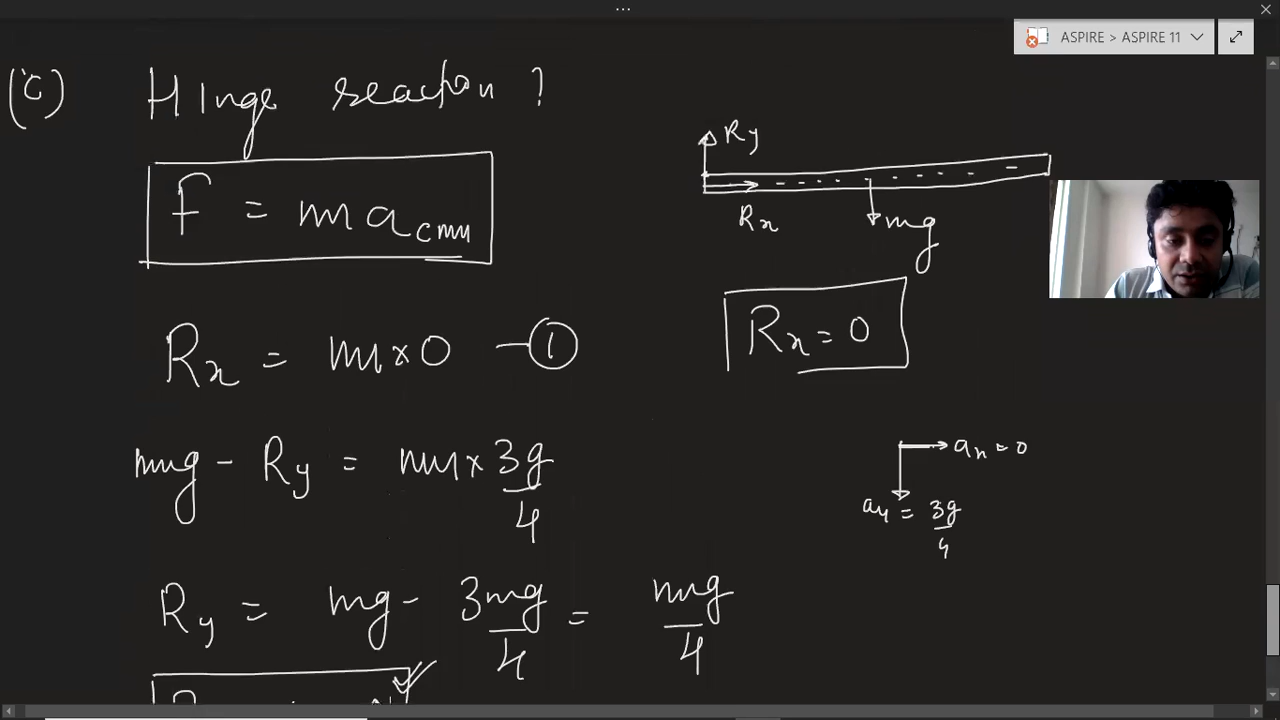 ...
ASPIRE > ASPIRE 11
(C) Hinge reaction ?
f = ma_cm
Ry
Rx
mg
Rx = m×0 —①
Rx = 0
mg - Ry = m×3g/4
ax = 0
ay = 3g/4
Ry = mg - 3mg/4 = mg/4